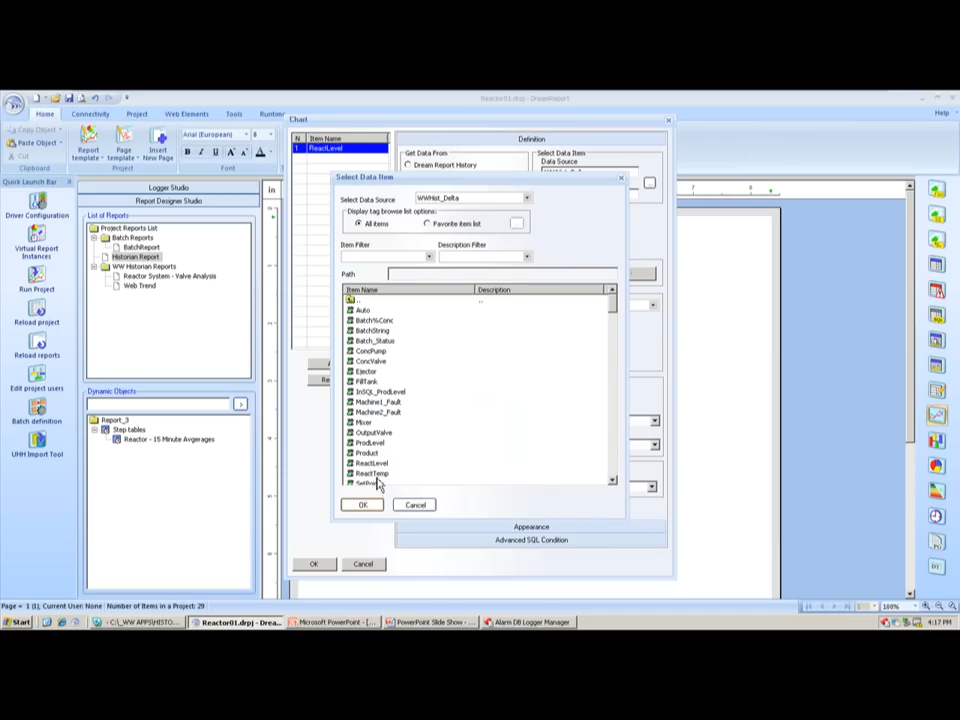 Reactor01.drpj - DreamReport
Home Connectivity Project Web Elements Tools Runtime
Help
Copy Object
Paste Object
Cut
Clipboard
Report template
Page template
Insert New Page
Project
Arial (European) 8
B I U A A A
Font
Quick Launch Bar
Driver Configuration
Virtual Report Instances
Run Project
Reload project
Reload reports
Edit project users
Batch definition
UHH Import Tool
Logger Studio
Report Designer Studio
List of Reports
Project Reports List
Batch Reports
BatchReport
Historian Report
WW Historian Reports
Reactor System - Valve Analysis
Web Trend
Dynamic Objects
>
Report_3
Step tables
Reactor - 15 Minute Avgerages
in
7 8
Chart
N Item Name
1 ReactLevel
Definition
Get Data From
Dream Report History
Select Data Item
Data Source
...
Select Data Item
Select Data Source WWHist_Delta
Display tag browse list options:
All items Favorite item list
Item Filter Description Filter
Path
Item Name Description
.. ..
Auto
Batch%Conc
BatchString
Batch_Status
ConcPump
ConcValve
Ejector
FillTank
InSQL_ProdLevel
Machine1_Fault
Machine2_Fault
Mixer
OutputValve
ProdLevel
Product
ReactLevel
ReactTemp
OK Cancel
Appearance
Advanced SQL Condition
OK Cancel
Page = 1 (1), Current User: None Number of Items in a Project: 29
100%
Start
- C:\_WW APPS\HISTO...
Reactor01.drpj - Drea...
Microsoft PowerPoint - [...
PowerPoint Slide Show - ...
Alarm DB Logger Manager
4:17 PM